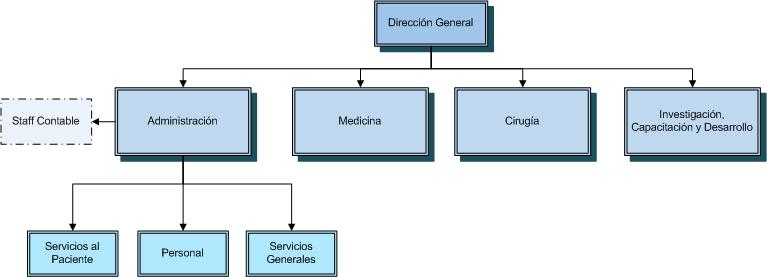 Dirección General
Staff Contable
Administración
Medicina
Cirugía
Investigación,
Capacitación y Desarrollo
Servicios al
Paciente
Personal
Servicios
Generales